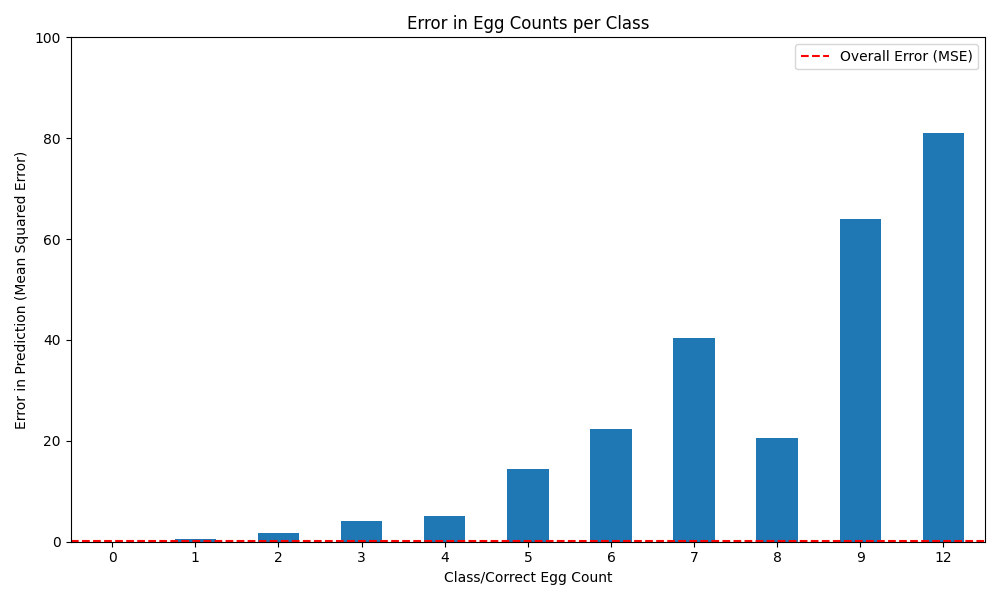 Error in Egg Counts per Class
100
80
60
40
20
0
Error in Prediction (Mean Squared Error)
Overall Error (MSE)
0 1 2 3 4 5 6 7 8 9 12
Class/Correct Egg Count